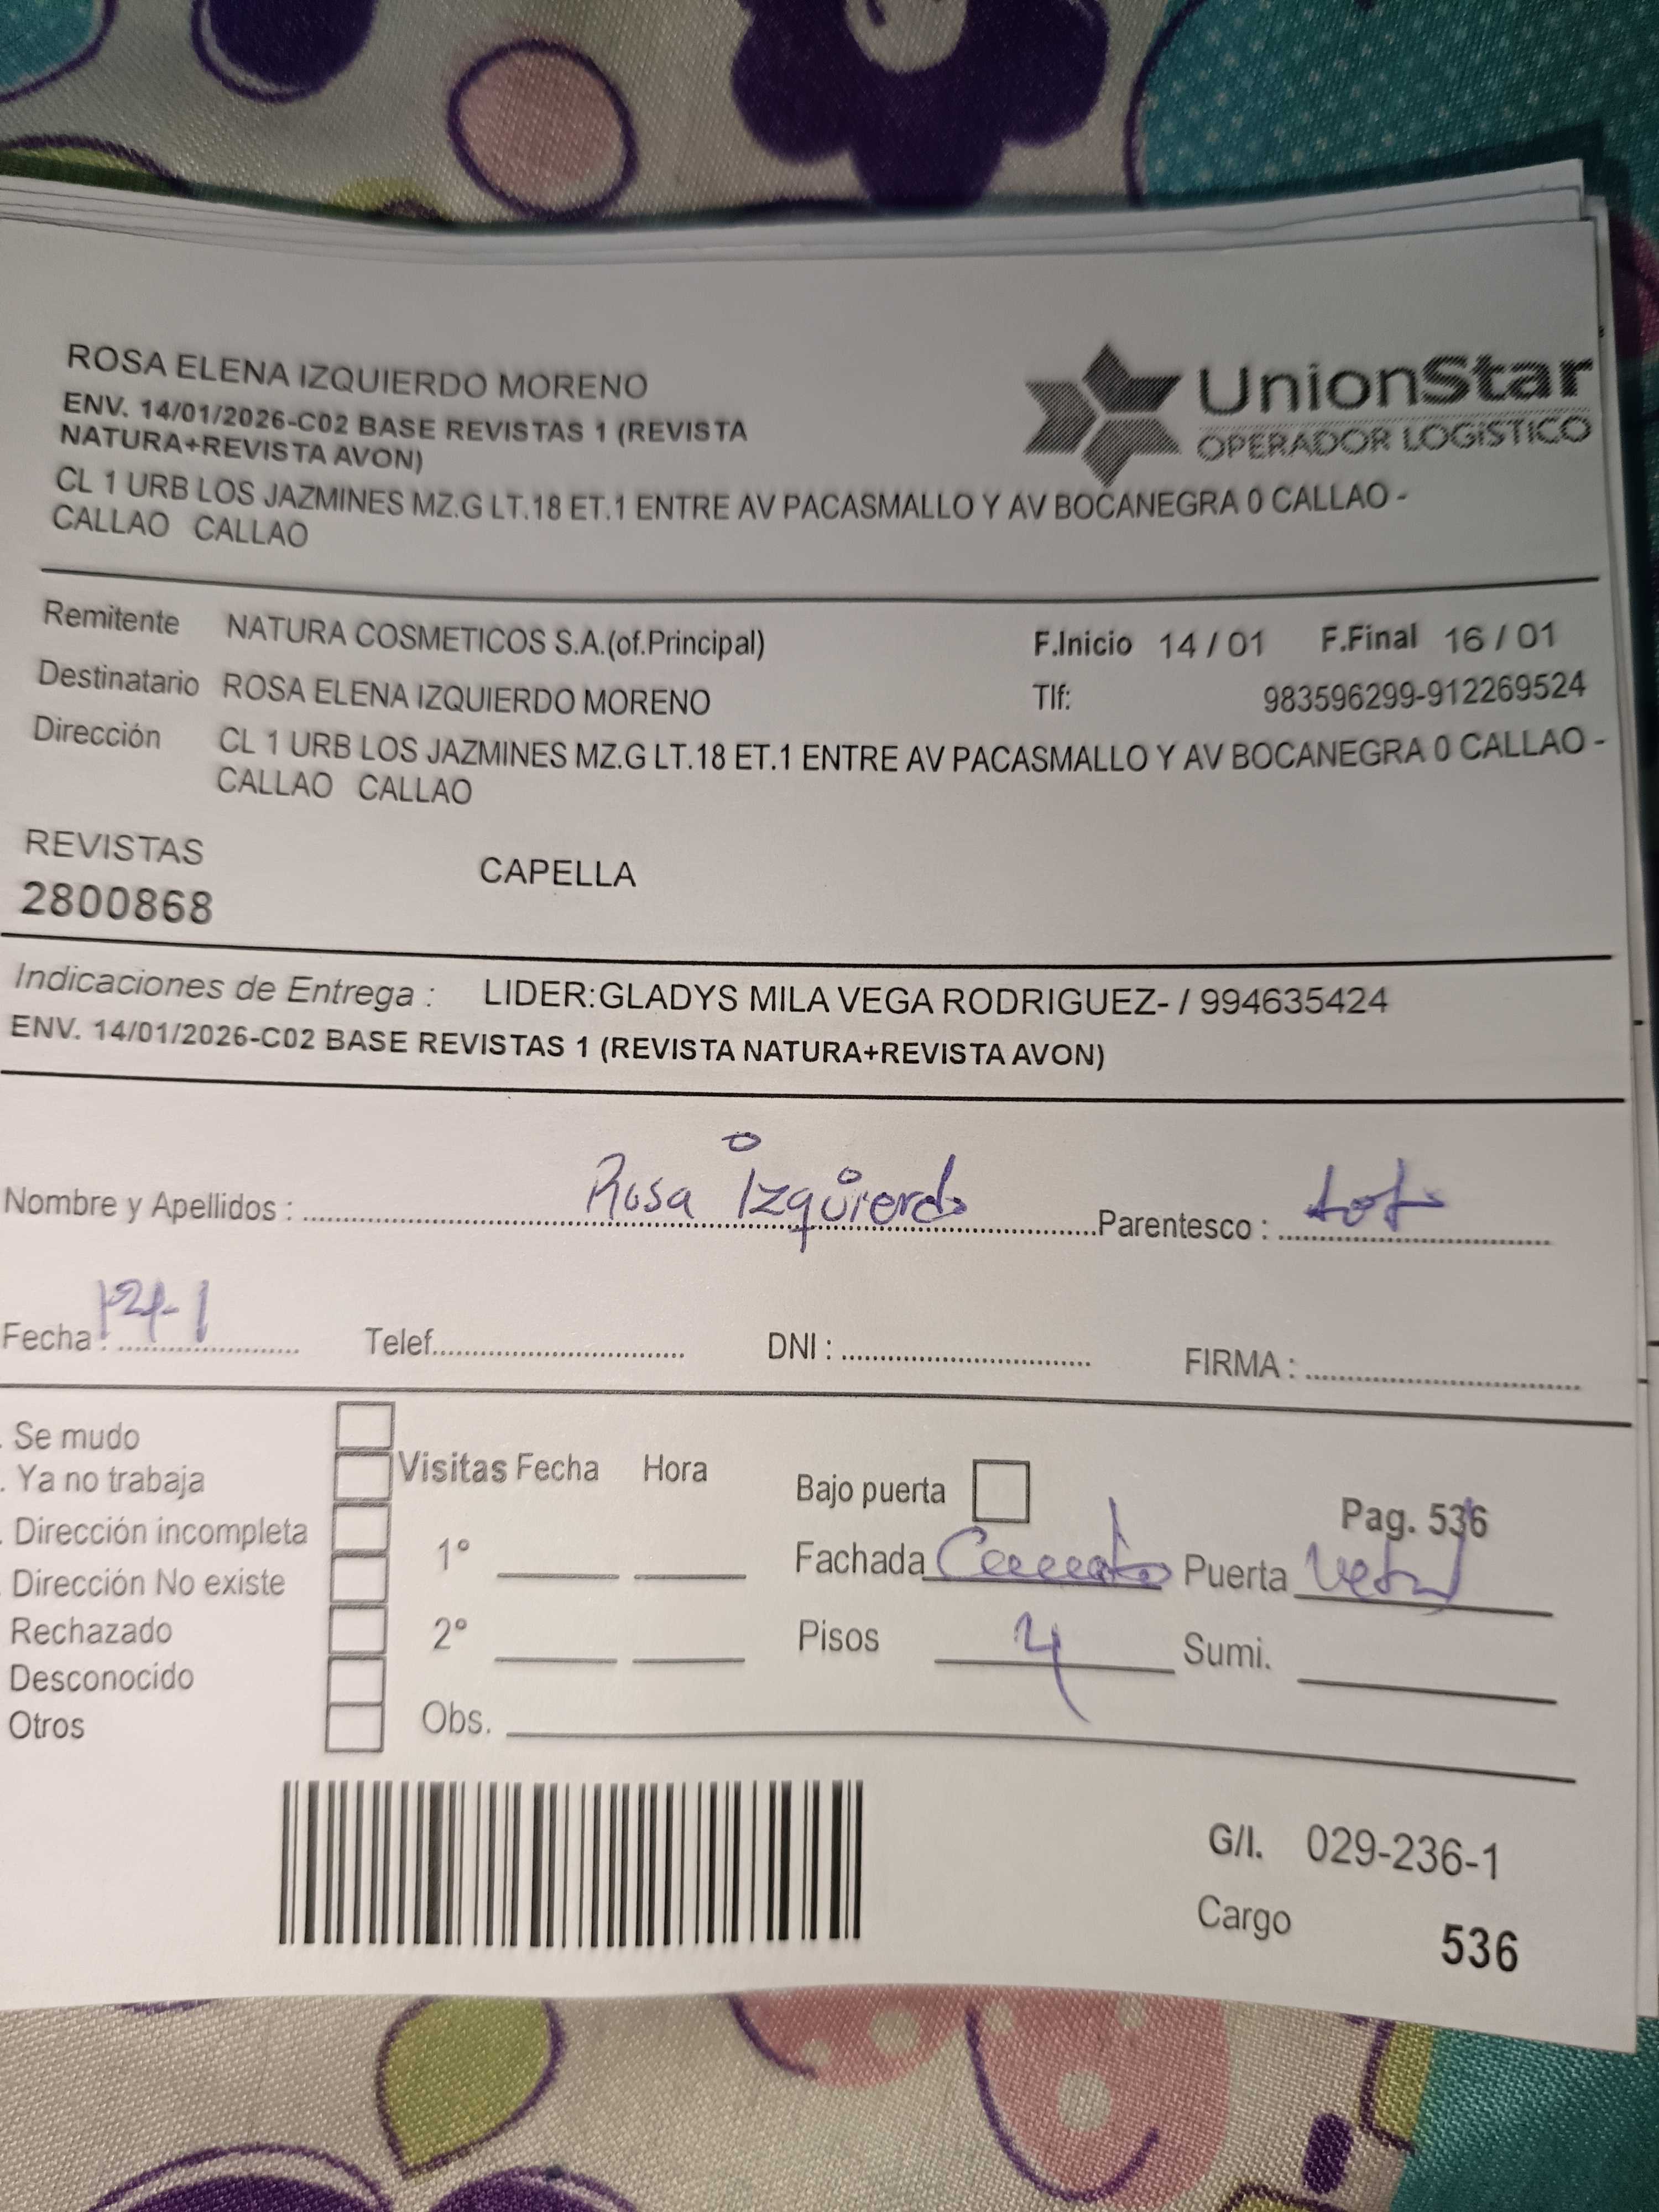 ROSA ELENA IZQUIERDO MORENO
ENV. 14/01/2026-C02 BASE REVISTAS 1 (REVISTA
NATURA+REVISTA AVON)
CL 1 URB LOS JAZMINES MZ.G LT.18 ET.1 ENTRE AV PACASMALLO Y AV BOCANEGRA 0 CALLAO -
CALLAO CALLAO
UnionStar
OPERADOR LOGíSTICO
Remitente NATURA COSMETICOS S.A.(of.Principal) F.Inicio 14 / 01 F.Final 16 / 01
Destinatario ROSA ELENA IZQUIERDO MORENO Tlf: 983596299-912269524
Dirección CL 1 URB LOS JAZMINES MZ.G LT.18 ET.1 ENTRE AV PACASMALLO Y AV BOCANEGRA 0 CALLAO -
CALLAO CALLAO
REVISTAS CAPELLA
2800868
Indicaciones de Entrega : LIDER:GLADYS MILA VEGA RODRIGUEZ- / 994635424
ENV. 14/01/2026-C02 BASE REVISTAS 1 (REVISTA NATURA+REVISTA AVON)
Nombre y Apellidos : Rosa Izquierdo Parentesco :
Fecha : Telef. DNI : FIRMA :
. Se mudo
. Ya no trabaja Visitas Fecha Hora Bajo puerta Pag. 536
. Dirección incompleta 1° Fachada Puerta
. Dirección No existe
Rechazado 2° Pisos 4 Sumi.
Desconocido
Otros Obs.
G/I. 029-236-1
Cargo 536